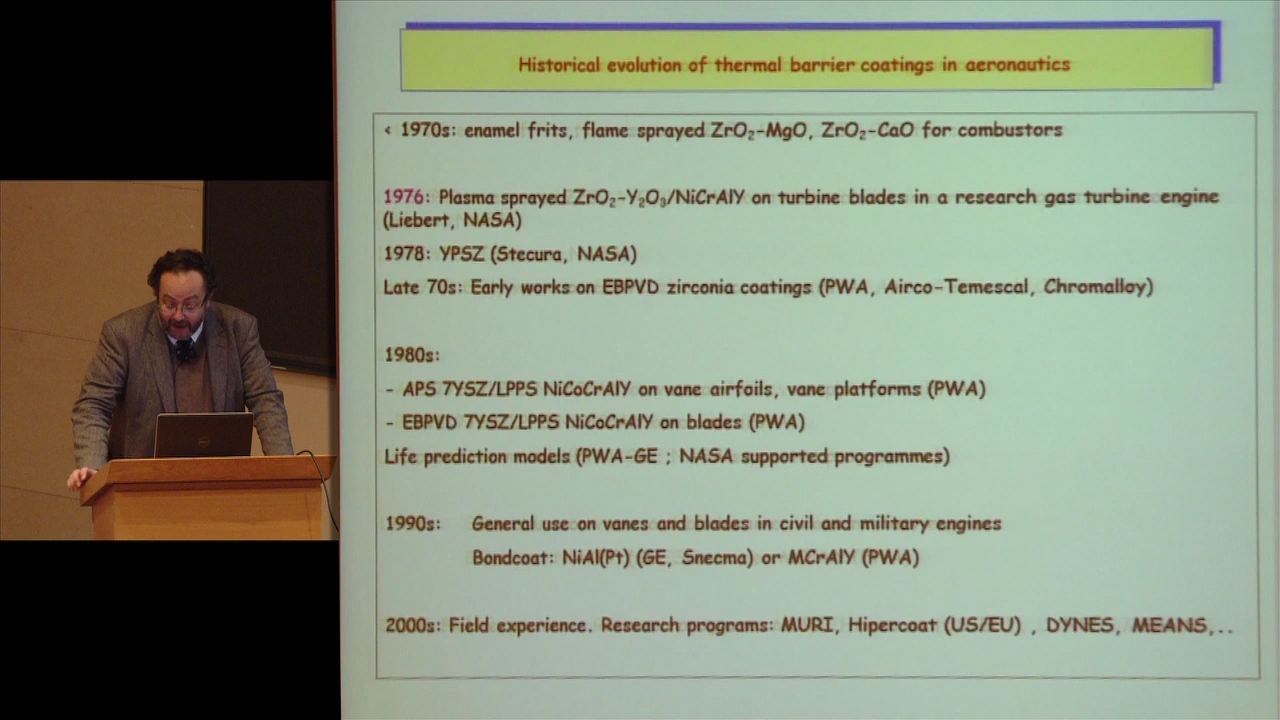 Historical evolution of thermal barrier coatings in aeronautics
< 1970s: enamel frits, flame sprayed ZrO₂-MgO, ZrO₂-CaO for combustors
1976: Plasma sprayed ZrO₂-Y₂O₃/NiCrAlY on turbine blades in a research gas turbine engine
(Liebert, NASA)
1978: YPSZ (Stecura, NASA)
Late 70s: Early works on EBPVD zirconia coatings (PWA, Airco-Temescal, Chromalloy)
1980s:
- APS 7YSZ/LPPS NiCoCrAlY on vane airfoils, vane platforms (PWA)
- EBPVD 7YSZ/LPPS NiCoCrAlY on blades (PWA)
Life prediction models (PWA-GE ; NASA supported programmes)
1990s: General use on vanes and blades in civil and military engines
Bondcoat: NiAl(Pt) (GE, Snecma) or MCrAlY (PWA)
2000s: Field experience. Research programs: MURI, Hipercoat (US/EU) , DYNES, MEANS,..